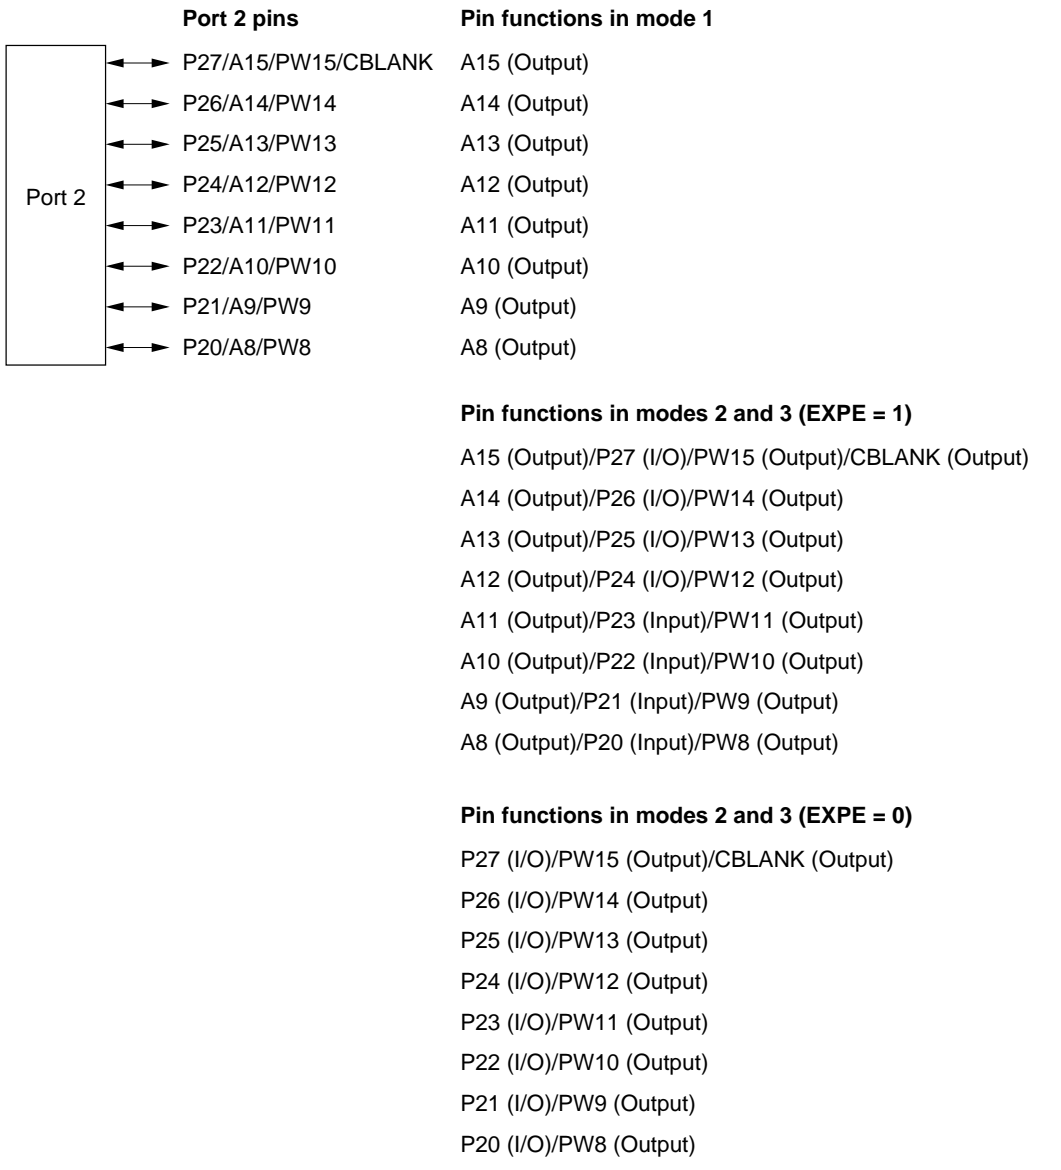 Port 2 pins Pin functions in mode 1
P27/A15/PW15/CBLANK A15 (Output)
P26/A14/PW14 A14 (Output)
P25/A13/PW13 A13 (Output)
Port 2 P24/A12/PW12 A12 (Output)
P23/A11/PW11 A11 (Output)
P22/A10/PW10 A10 (Output)
P21/A9/PW9 A9 (Output)
P20/A8/PW8 A8 (Output)
Pin functions in modes 2 and 3 (EXPE = 1)
A15 (Output)/P27 (I/O)/PW15 (Output)/CBLANK (Output)
A14 (Output)/P26 (I/O)/PW14 (Output)
A13 (Output)/P25 (I/O)/PW13 (Output)
A12 (Output)/P24 (I/O)/PW12 (Output)
A11 (Output)/P23 (Input)/PW11 (Output)
A10 (Output)/P22 (Input)/PW10 (Output)
A9 (Output)/P21 (Input)/PW9 (Output)
A8 (Output)/P20 (Input)/PW8 (Output)
Pin functions in modes 2 and 3 (EXPE = 0)
P27 (I/O)/PW15 (Output)/CBLANK (Output)
P26 (I/O)/PW14 (Output)
P25 (I/O)/PW13 (Output)
P24 (I/O)/PW12 (Output)
P23 (I/O)/PW11 (Output)
P22 (I/O)/PW10 (Output)
P21 (I/O)/PW9 (Output)
P20 (I/O)/PW8 (Output)